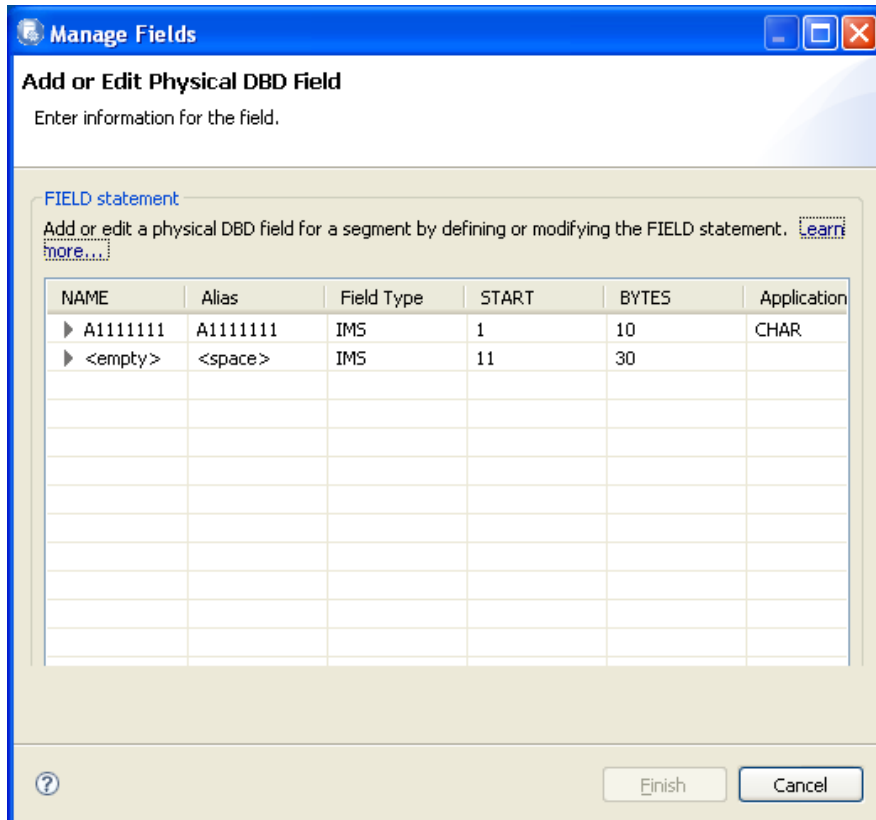 Manage Fields
Add or Edit Physical DBD Field
Enter information for the field.
FIELD statement
Add or edit a physical DBD field for a segment by defining or modifying the FIELD statement. Learn
more...
NAME Alias Field Type START BYTES Application
A1111111 A1111111 IMS 1 10 CHAR
<empty> <space> IMS 11 30
Finish Cancel